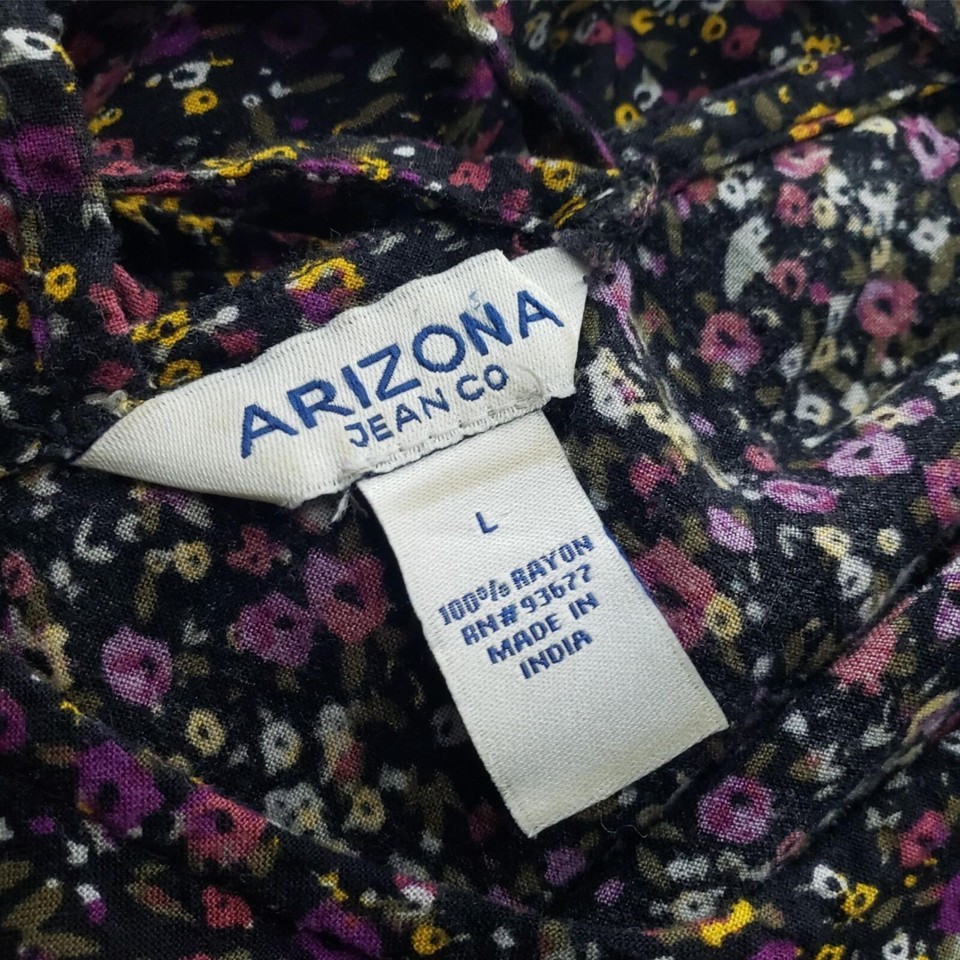 ARIZONA
JEAN CO
L
100% RAYON
RN# 93677
MADE IN
INDIA